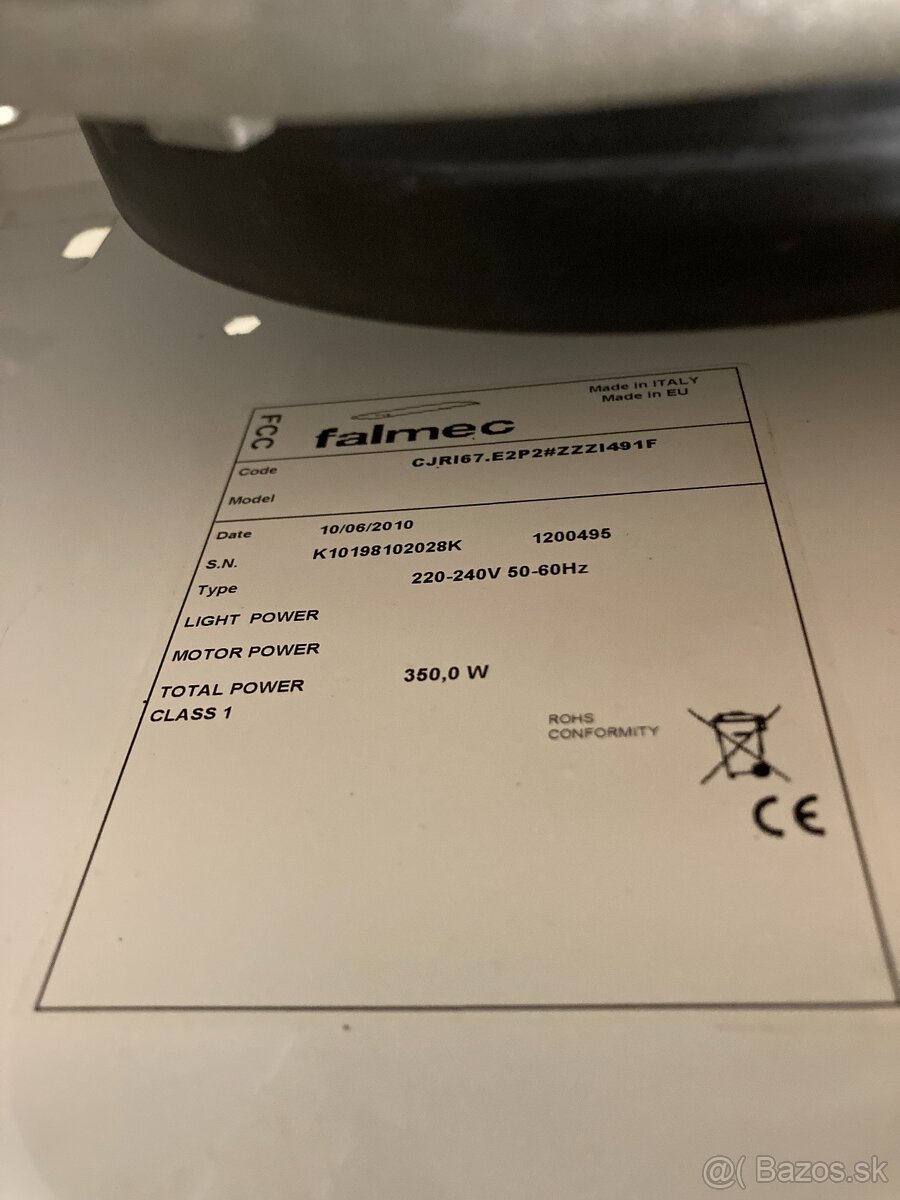 FCC
falmec
Made in ITALY
Made in EU
Code CJRI67.E2P2#ZZZI491F
Model
Date 10/06/2010
S.N. K10198102028K 1200495
Type 220-240V 50-60Hz
LIGHT POWER
MOTOR POWER
TOTAL POWER 350,0 W
CLASS 1
ROHS
CONFORMITY
CE
@( Bazos.sk